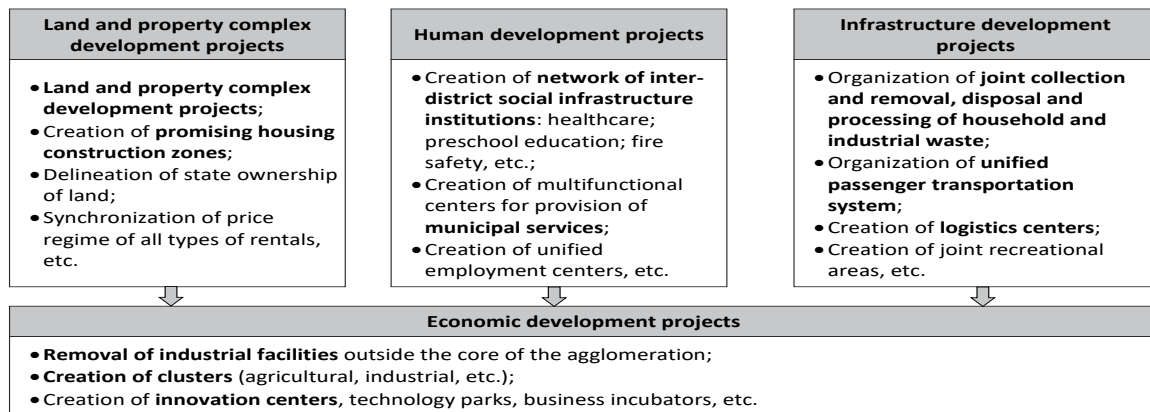 Land and property complex
development projects
• Land and property complex
development projects;
• Creation of promising housing
construction zones;
• Delineation of state ownership
of land;
• Synchronization of price
regime of all types of rentals,
etc.
Human development projects
• Creation of network of inter-
district social infrastructure
institutions: healthcare;
preschool education; fire
safety, etc.;
• Creation of multifunctional
centers for provision of
municipal services;
• Creation of unified
employment centers, etc.
Infrastructure development
projects
• Organization of joint collection
and removal, disposal and
processing of household and
industrial waste;
• Organization of unified
passenger transportation
system;
• Creation of logistics centers;
• Creation of joint recreational
areas, etc.
Economic development projects
• Removal of industrial facilities outside the core of the agglomeration;
• Creation of clusters (agricultural, industrial, etc.);
• Creation of innovation centers, technology parks, business incubators, etc.